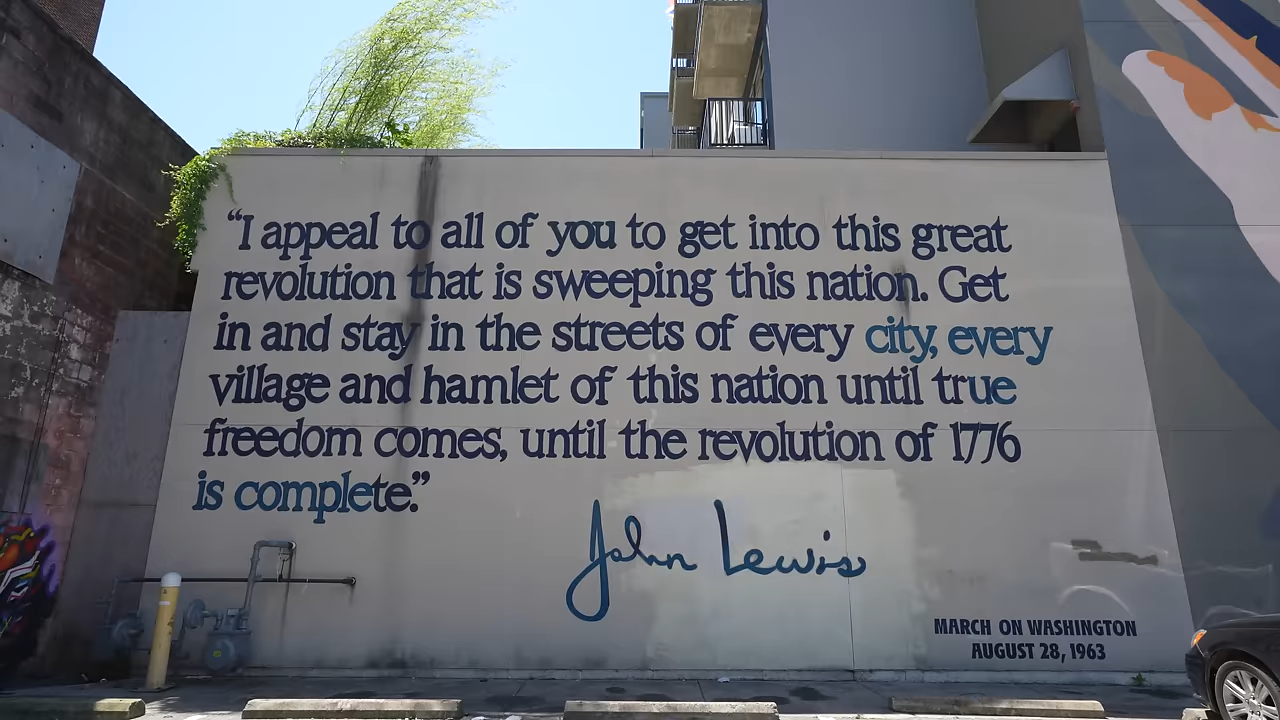 “I appeal to all of you to get into this great
revolution that is sweeping this nation. Get
in and stay in the streets of every city, every
village and hamlet of this nation until true
freedom comes, until the revolution of 1776
is complete.”
John Lewis
MARCH ON WASHINGTON
AUGUST 28, 1963